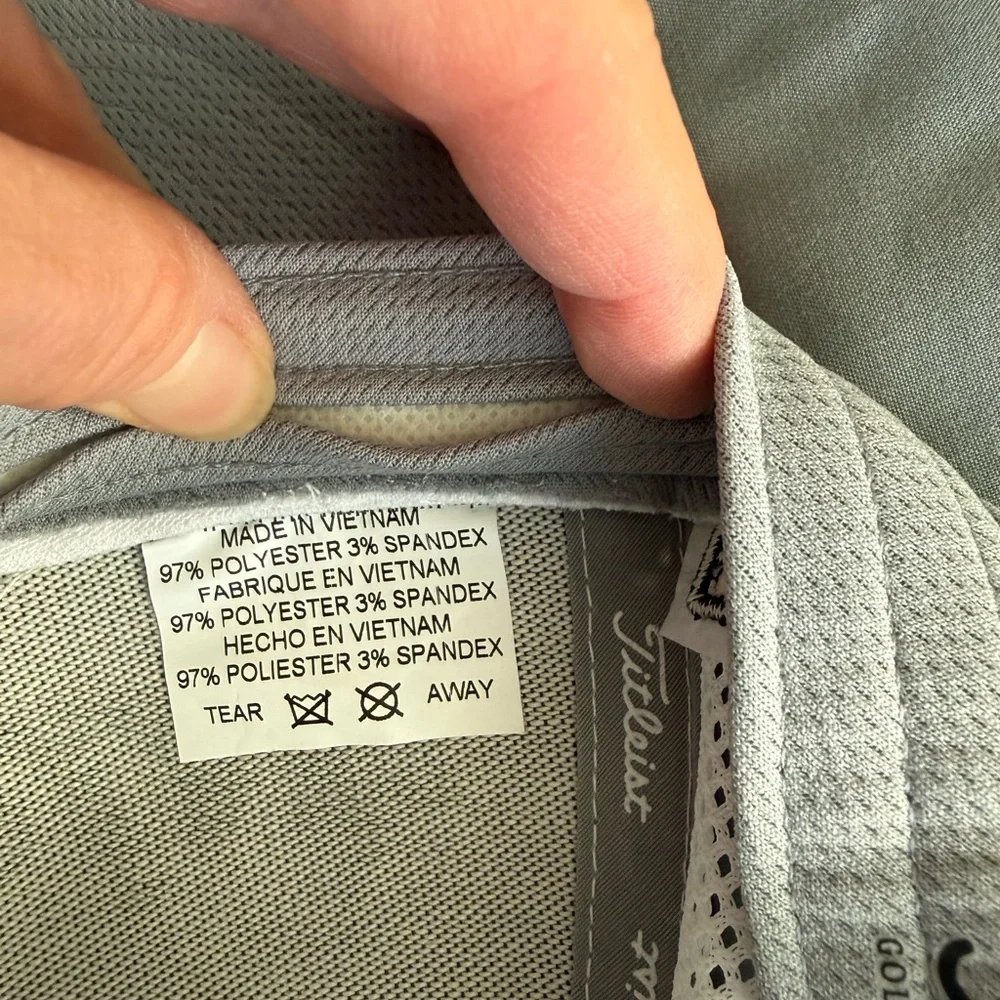 MADE IN VIETNAM
97% POLYESTER 3% SPANDEX
FABRIQUE EN VIETNAM
97% POLYESTER 3% SPANDEX
HECHO EN VIETNAM
97% POLIESTER 3% SPANDEX
TEAR AWAY
Titleist